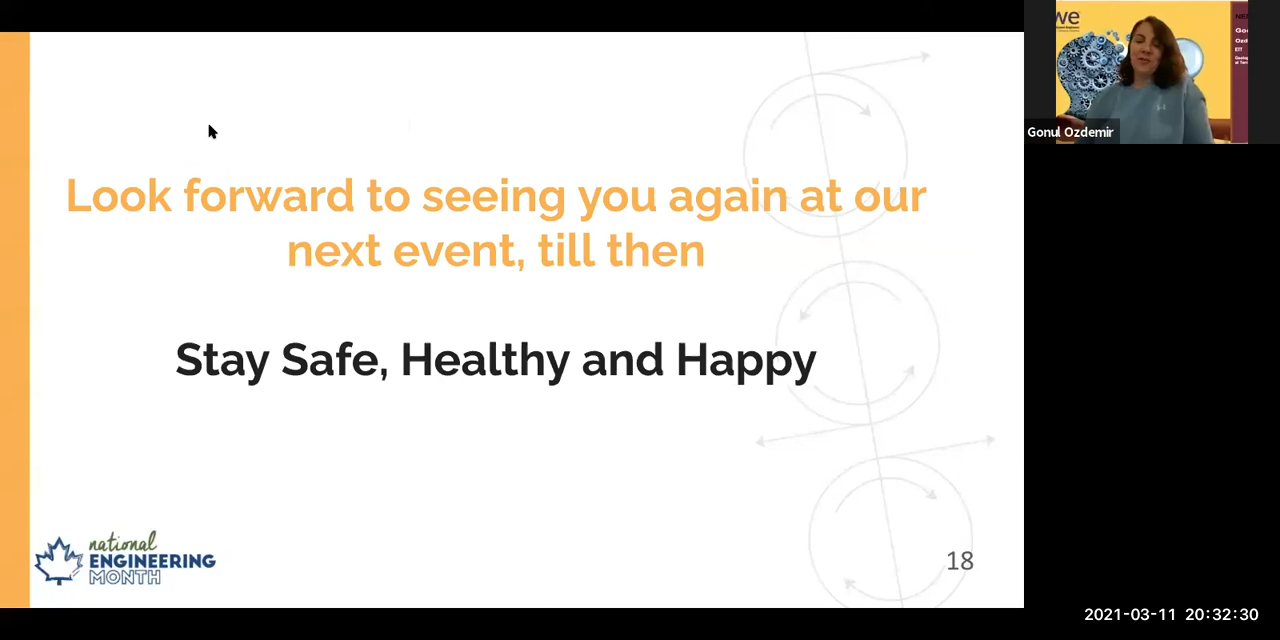 Look forward to seeing you again at our
next event, till then
Stay Safe, Healthy and Happy
national
ENGINEERING
MONTH
18
we
Gonul Ozdemir
2021-03-11 20:32:30